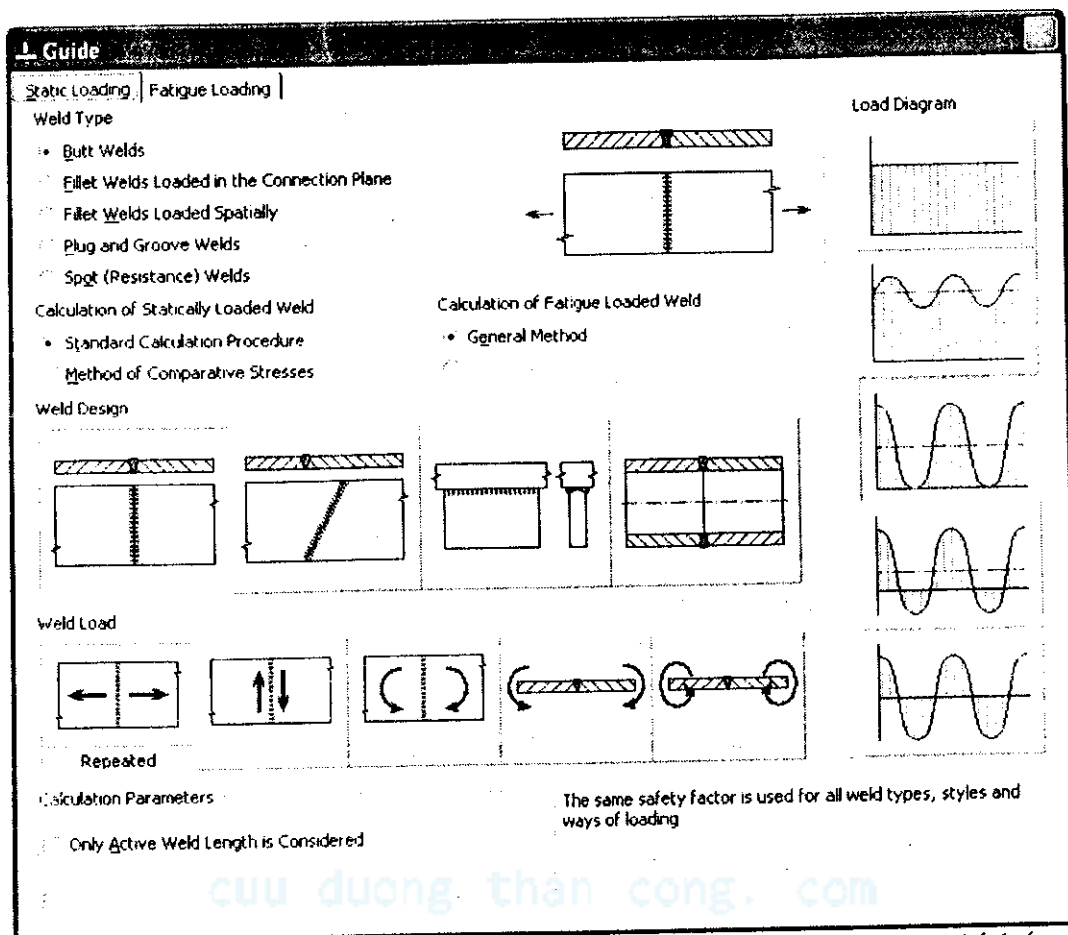 Guide
Static Loading Fatigue Loading
Weld Type
Butt Welds
Fillet Welds Loaded in the Connection Plane
Fillet Welds Loaded Spatially
Plug and Groove Welds
Spot (Resistance) Welds
Calculation of Statically Loaded Weld
Standard Calculation Procedure
Method of Comparative Stresses
Calculation of Fatigue Loaded Weld
General Method
Load Diagram
Weld Design
Weld Load
Repeated
Calculation Parameters
Only Active Weld Length is Considered
The same safety factor is used for all weld types, styles and
ways of loading
cuu duong than cong . com